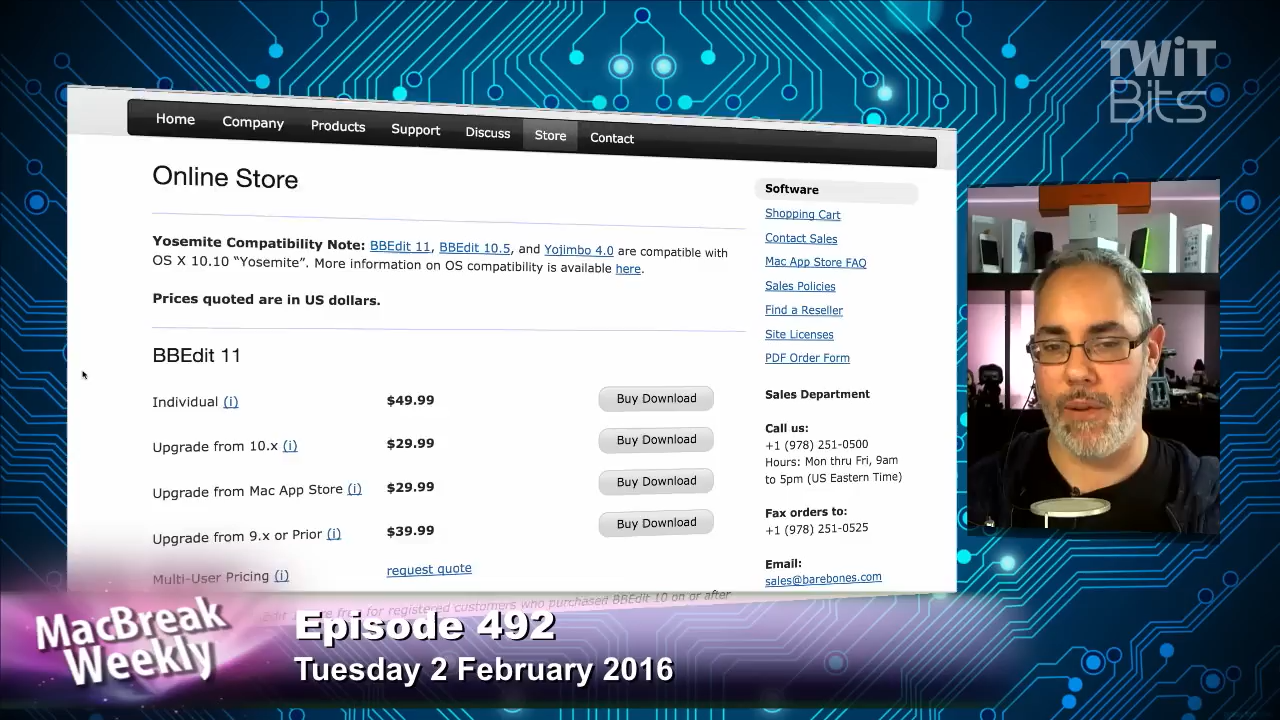 TWiT
Bits
Home Company Products Support Discuss Store Contact
Online Store
Yosemite Compatibility Note: BBEdit 11, BBEdit 10.5, and Yojimbo 4.0 are compatible with
OS X 10.10 “Yosemite”. More information on OS compatibility is available here.
Prices quoted are in US dollars.
BBEdit 11
Individual (i) $49.99 Buy Download
Upgrade from 10.x (i) $29.99 Buy Download
Upgrade from Mac App Store (i) $29.99 Buy Download
Upgrade from 9.x or Prior (i) $39.99 Buy Download
Multi-User Pricing (i) request quote
for registered customers who purchased BBEdit 10 on or after
Software
Shopping Cart
Contact Sales
Mac App Store FAQ
Sales Policies
Find a Reseller
Site Licenses
PDF Order Form
Sales Department
Call us:
+1 (978) 251-0500
Hours: Mon thru Fri, 9am
to 5pm (US Eastern Time)
Fax orders to:
+1 (978) 251-0525
Email:
sales@barebones.com
MacBreak
Weekly
Episode 492
Tuesday 2 February 2016